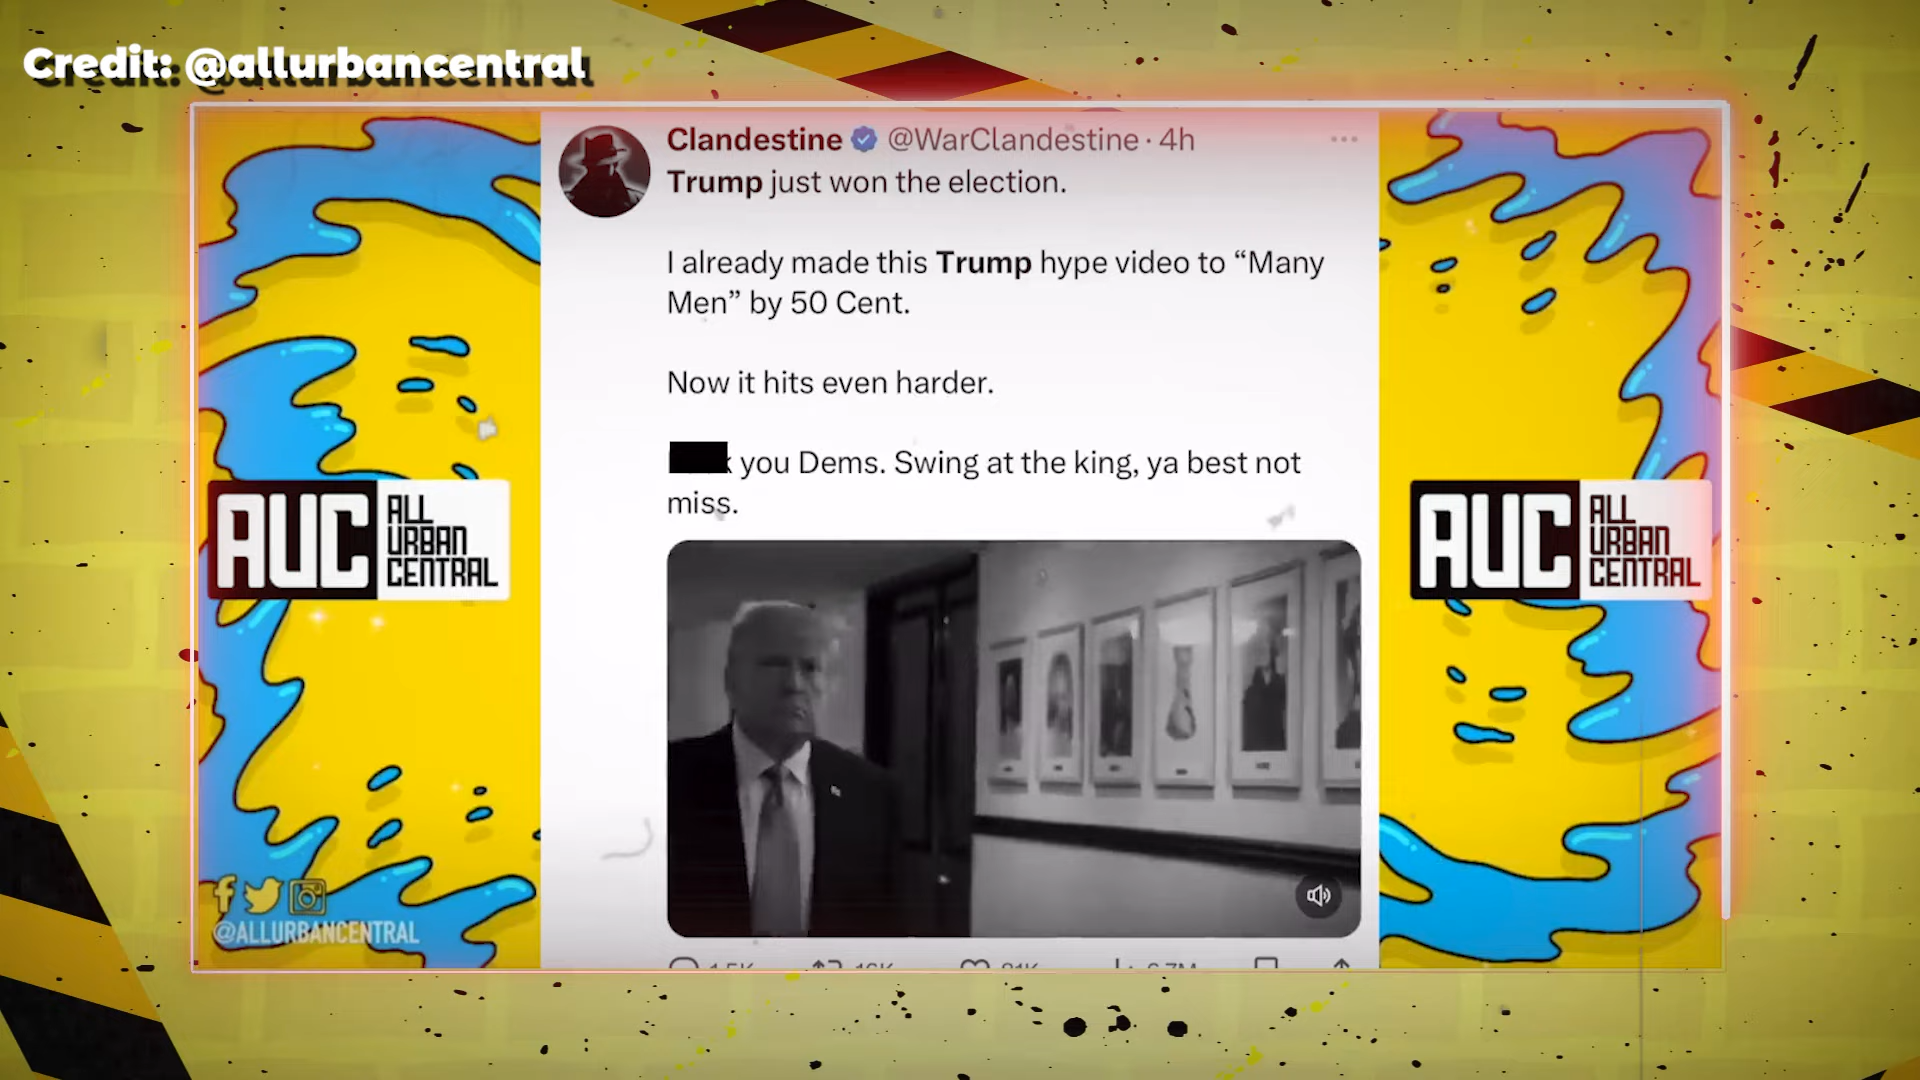 Credit: @allurbancentral
Clandestine @WarClandestine · 4h
Trump just won the election.
I already made this Trump hype video to “Many
Men” by 50 Cent.
Now it hits even harder.
you Dems. Swing at the king, ya best not
miss.
AUC ALL
URBAN
CENTRAL
AUC ALL
URBAN
CENTRAL
@ALLURBANCENTRAL